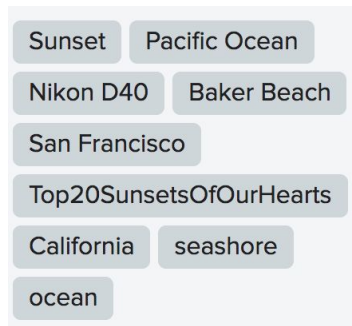 Sunset Pacific Ocean
Nikon D40 Baker Beach
San Francisco
Top20SunsetsOfOurHearts
California seashore
ocean